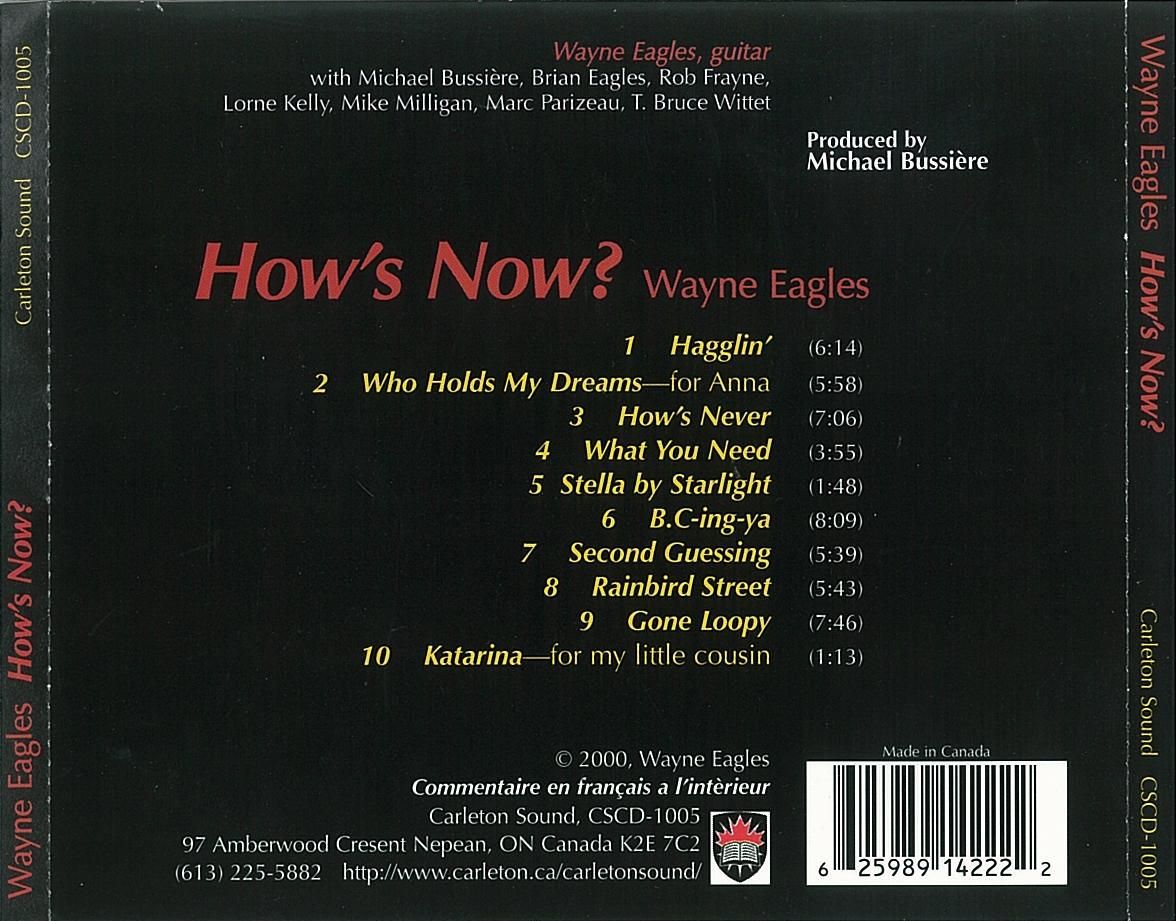 Wayne Eagles, guitar
with Michael Bussière, Brian Eagles, Rob Frayne,
Lorne Kelly, Mike Milligan, Marc Parizeau, T. Bruce Wittet
Produced by
Michael Bussière
How's Now? Wayne Eagles
1 Hagglin' (6:14)
2 Who Holds My Dreams—for Anna (5:58)
3 How's Never (7:06)
4 What You Need (3:55)
5 Stella by Starlight (1:48)
6 B.C-ing-ya (8:09)
7 Second Guessing (5:39)
8 Rainbird Street (5:43)
9 Gone Loopy (7:46)
10 Katarina—for my little cousin (1:13)
© 2000, Wayne Eagles
Commentaire en français a l'intèrieur
Carleton Sound, CSCD-1005
97 Amberwood Cresent Nepean, ON Canada K2E 7C2
(613) 225-5882 http://www.carleton.ca/carletonsound/
Made in Canada
6 25989 14222 2
Wayne Eagles How's Now? Carleton Sound CSCD-1005
Wayne Eagles How's Now? Carleton Sound CSCD-1005